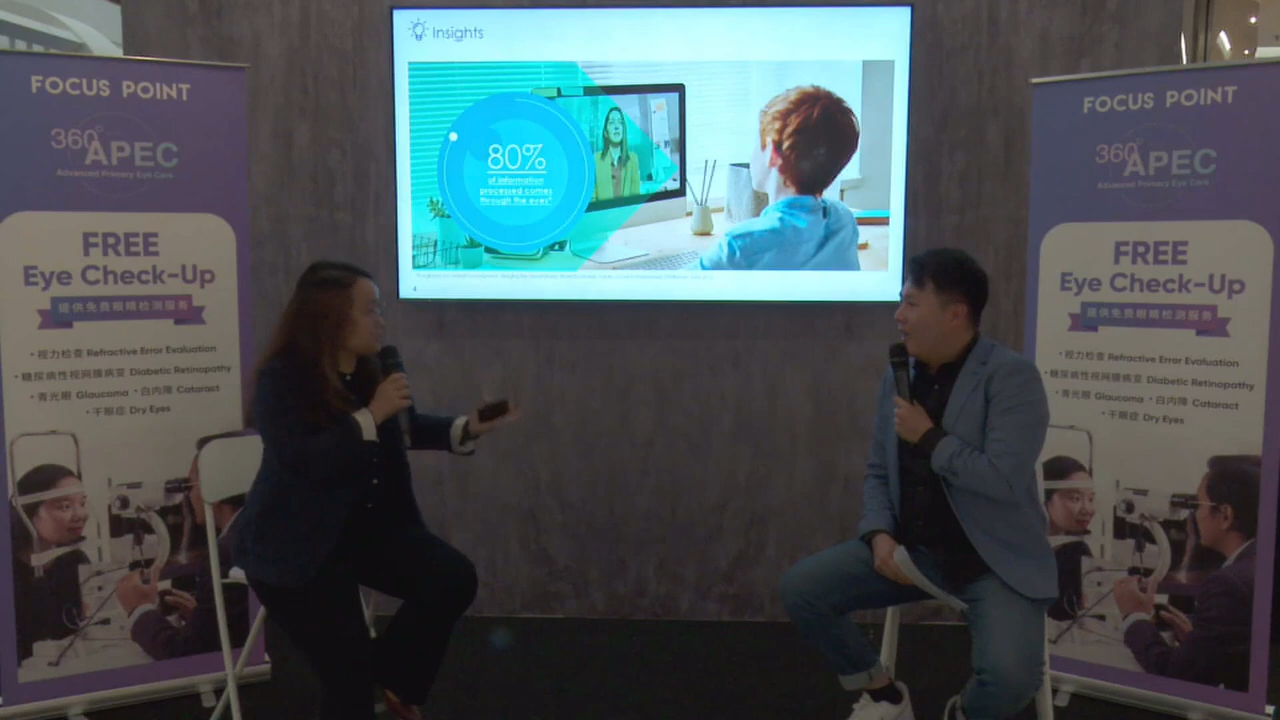 FOCUS POINT
360°
APEC
Advanced Primary Eye Care
FREE
Eye Check-Up
提供免费眼睛检测服务
• 视力检查 Refractive Error Evaluation
• 糖尿病性视网膜病变 Diabetic Retinopathy
• 青光眼 Glaucoma • 白内障 Cataract
• 干眼症 Dry Eyes
Insights
80%
of information
processed comes
through the eyes*
4
FOCUS POINT
360°
APEC
Advanced Primary Eye Care
FREE
Eye Check-Up
提供免费眼睛检测服务
• 视力检查 Refractive Error Evaluation
• 糖尿病性视网膜病变 Diabetic Retinopathy
• 青光眼 Glaucoma • 白内障 Cataract
• 干眼症 Dry Eyes